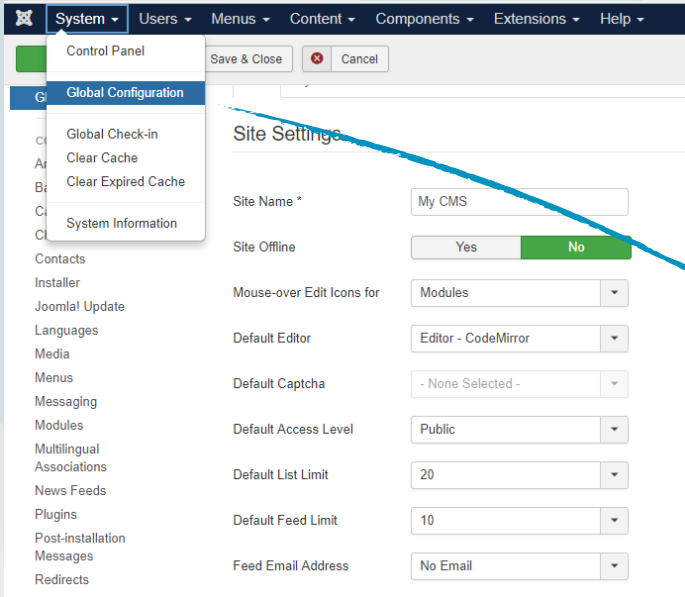 System Users Menus Content Components Extensions Help
Control Panel
Save & Close Cancel
Global Configuration
Site Settings
Global Check-in
Clear Cache
Clear Expired Cache
System Information
Site Name * My CMS
Site Offline Yes No
Contacts
Installer
Mouse-over Edit Icons for Modules
Joomla! Update
Languages
Default Editor Editor - CodeMirror
Media
Menus
Default Captcha - None Selected -
Messaging
Modules
Default Access Level Public
Multilingual
Associations
Default List Limit 20
News Feeds
Plugins
Default Feed Limit 10
Post-installation
Messages
Feed Email Address No Email
Redirects